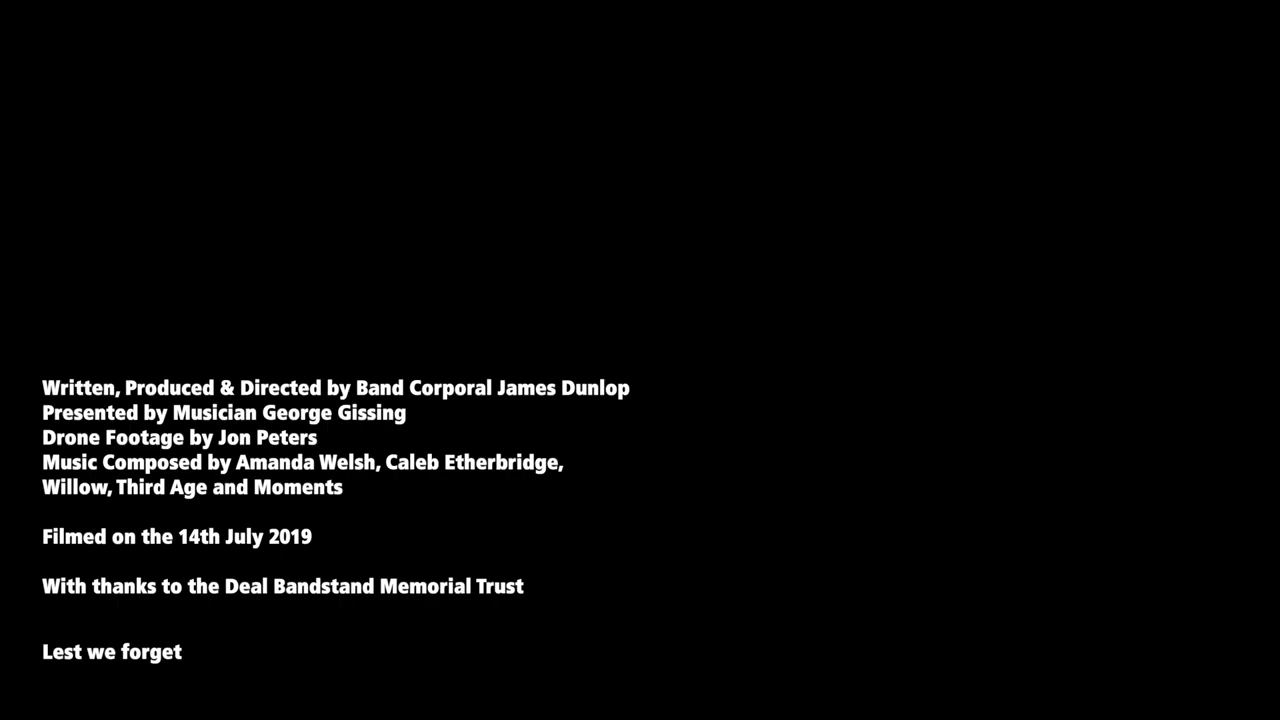 Written, Produced & Directed by Band Corporal James Dunlop
Presented by Musician George Gissing
Drone Footage by Jon Peters
Music Composed by Amanda Welsh, Caleb Etherbridge,
Willow, Third Age and Moments
Filmed on the 14th July 2019
With thanks to the Deal Bandstand Memorial Trust
Lest we forget